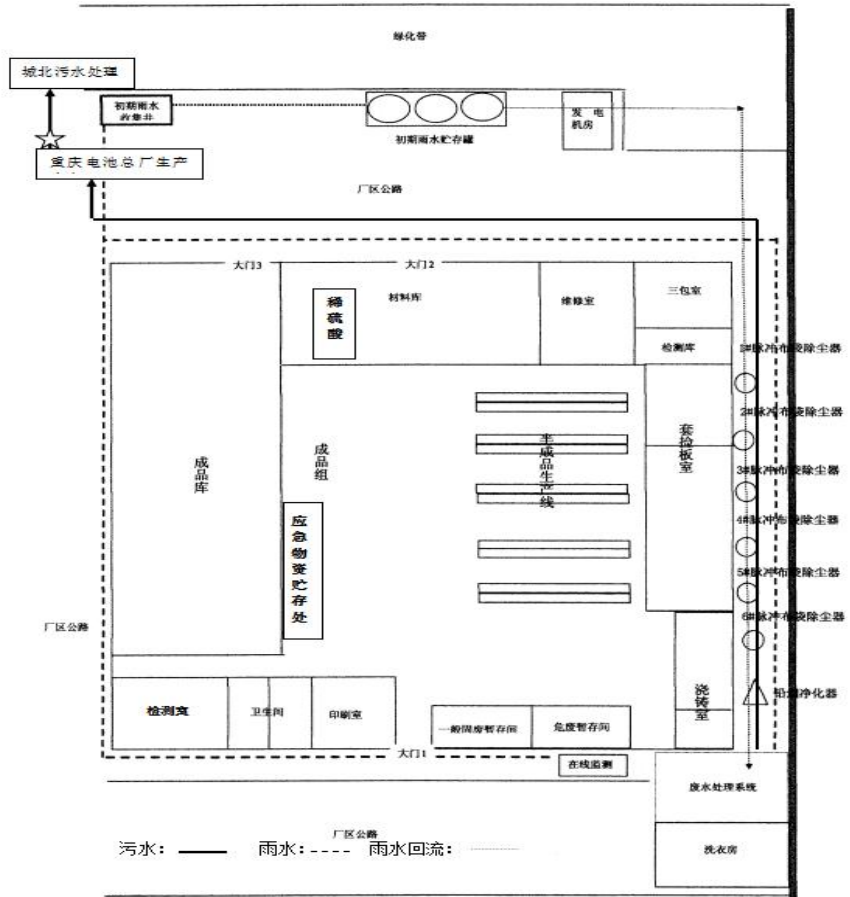 绿化带
城北污水处理
初期雨水
收集井
发电
机房
初期雨水贮存罐
重庆电池总厂生产
厂区公路
大门3
大门2
稀硫酸
材料库
维修室
三包室
检测库
1#脉冲布袋除尘器
2#脉冲布袋除尘器
3#脉冲布袋除尘器
4#脉冲布袋除尘器
5#脉冲布袋除尘器
6#脉冲布袋除尘器
成品库
成品组
半成品生产线
套捡板室
应急物资贮存处
厂区公路
浇铸室
铅烟净化器
检测室
卫生间
印刷室
一般固废暂存间
危废暂存间
大门1
在线监测
废水处理系统
厂区公路
污水：
雨水：
雨水回流：
洗衣房